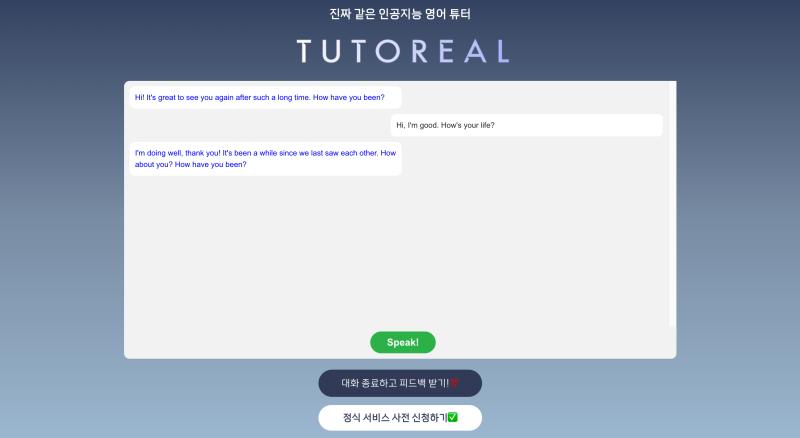 진짜 같은 인공지능 영어 튜터
TUTOREAL
Hi! It's great to see you again after such a long time. How have you been?
Hi, I'm good. How's your life?
I'm doing well, thank you! It's been a while since we last saw each other. How
about you? How have you been?
Speak!
대화 종료하고 피드백 받기!💯
정식 서비스 사전 신청하기✅